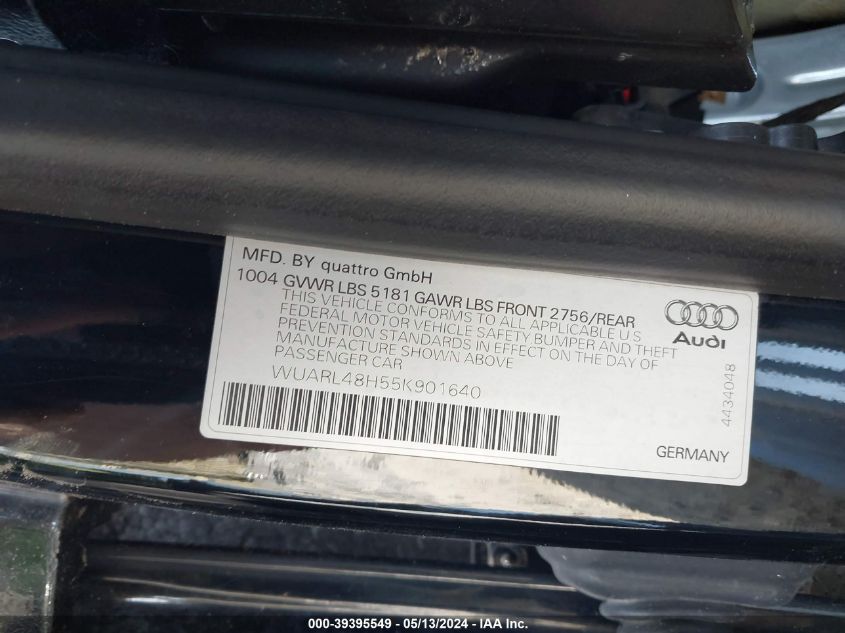 MFD. BY quattro GmbH
1004 GVWR LBS 5181 GAWR LBS FRONT 2756/REAR
THIS VEHICLE CONFORMS TO ALL APPLICABLE U S
FEDERAL MOTOR VEHICLE SAFETY BUMPER AND THEFT
PREVENTION STANDARDS IN EFFECT ON THE DAY OF
MANUFACTURE SHOWN ABOVE
PASSENGER CAR
WUARL48H55K901640
Audi
4434048
GERMANY
000-39395549 - 05/13/2024 - IAA Inc.